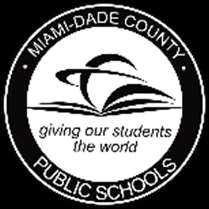 • MIAMI-DADE COUNTY •
giving our students
the world
PUBLIC SCHOOLS